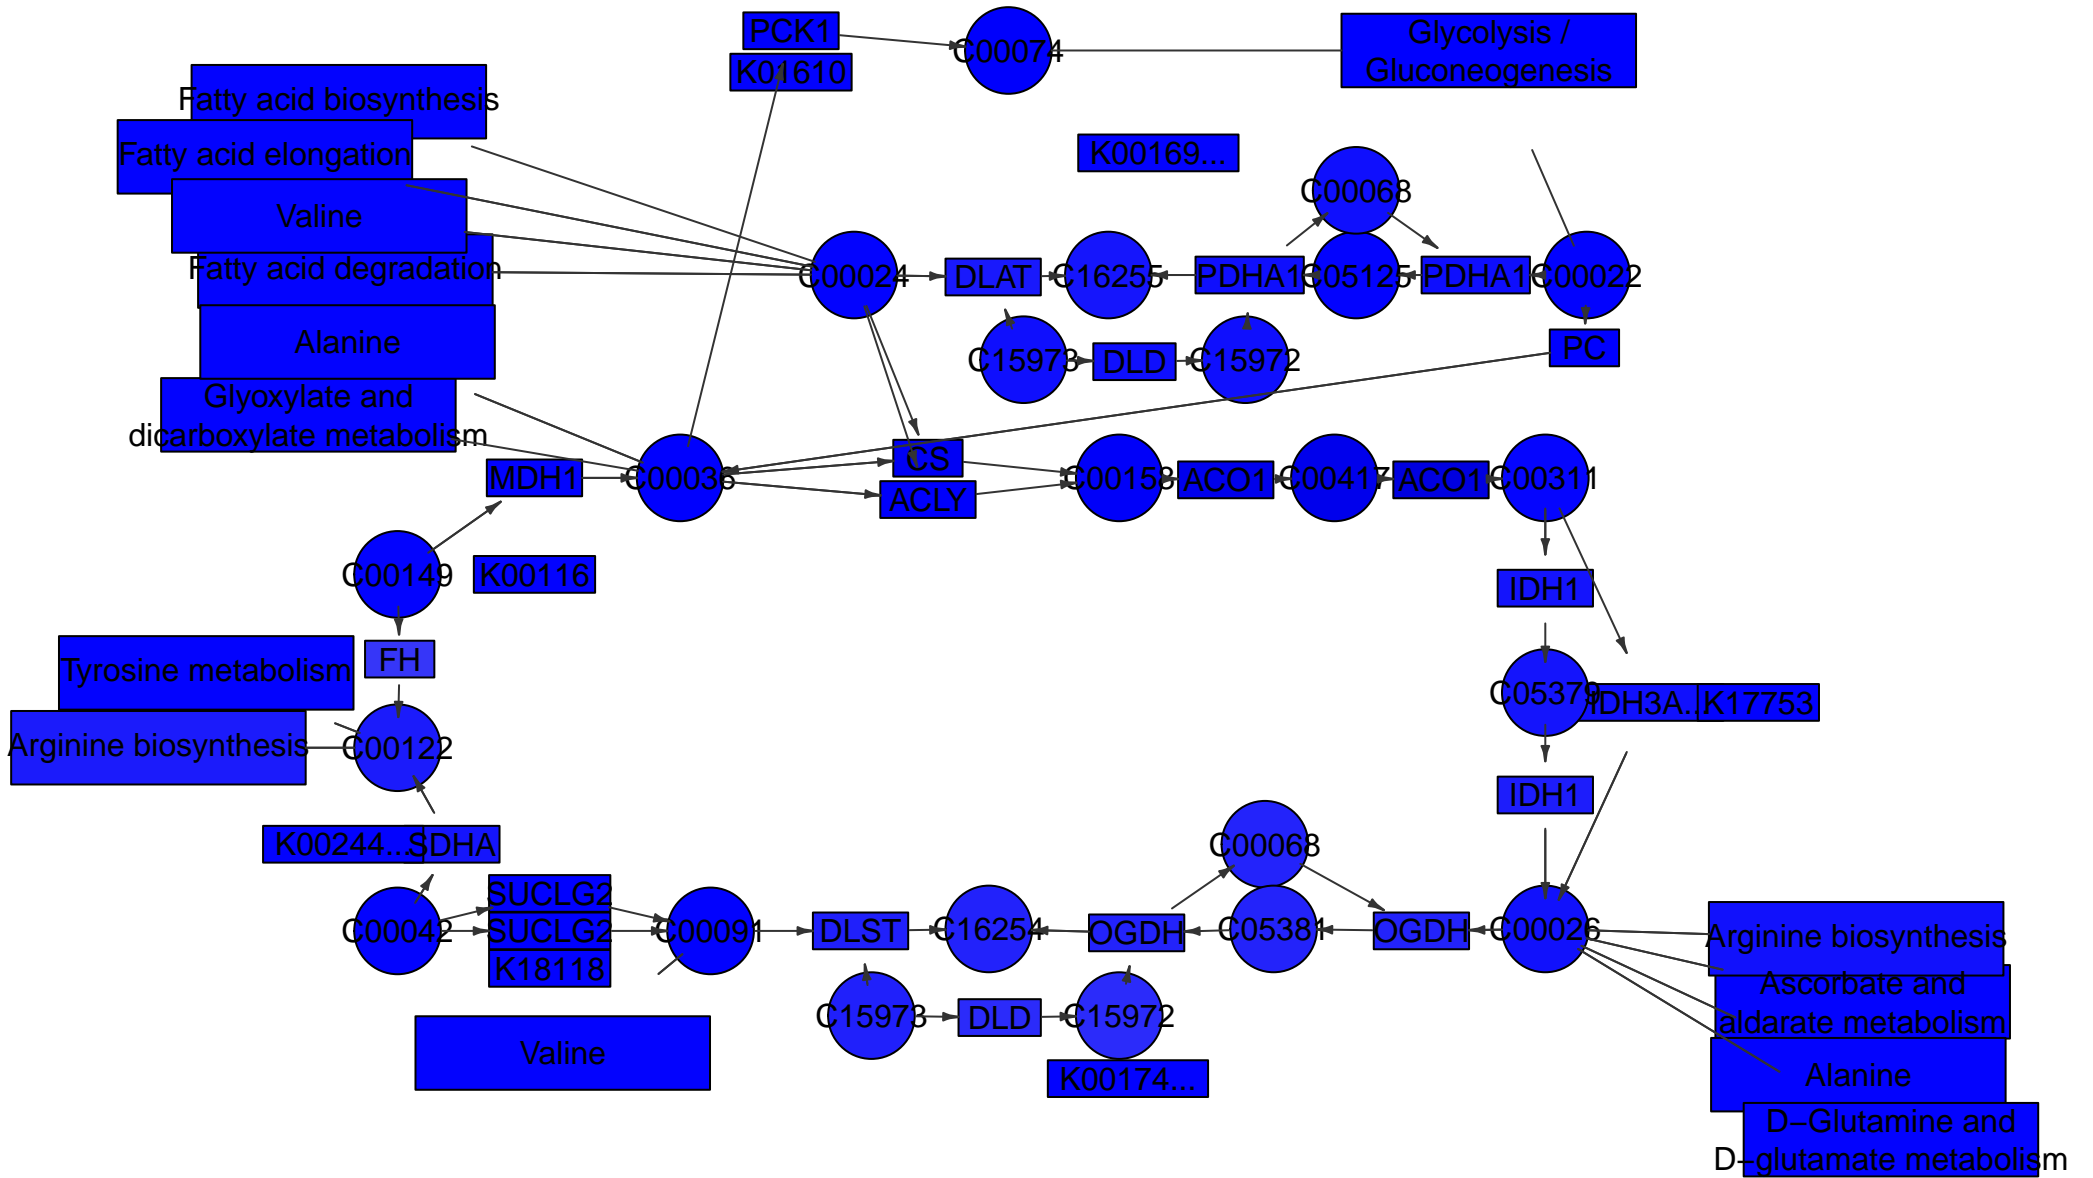 PCK1
C00074
Glycolysis /
Gluconeogenesis
K01610
Fatty acid biosynthesis
Fatty acid elongation
K00169...
C00068
Valine
Fatty acid degradation
C00024
DLAT
C16255
PDHA1
C05125
PDHA1
C00022
Alanine
C15973
DLD
C15972
PC
Glyoxylate and
dicarboxylate metabolism
MDH1
C00036
CS
ACLY
C00158
ACO1
C00417
ACO1
C00311
C00149
K00116
IDH1
FH
Tyrosine metabolism
C05379
IDH3A...
K17753
Arginine biosynthesis
C00122
IDH1
K00244...
SDHA
C00068
SUCLG2
C00042
SUCLG2
C00091
DLST
C16254
OGDH
C05381
OGDH
C00026
Arginine biosynthesis
K18118
Ascorbate and
aldarate metabolism
C15973
DLD
C15972
Valine
K00174...
Alanine
D–Glutamine and
D–glutamate metabolism